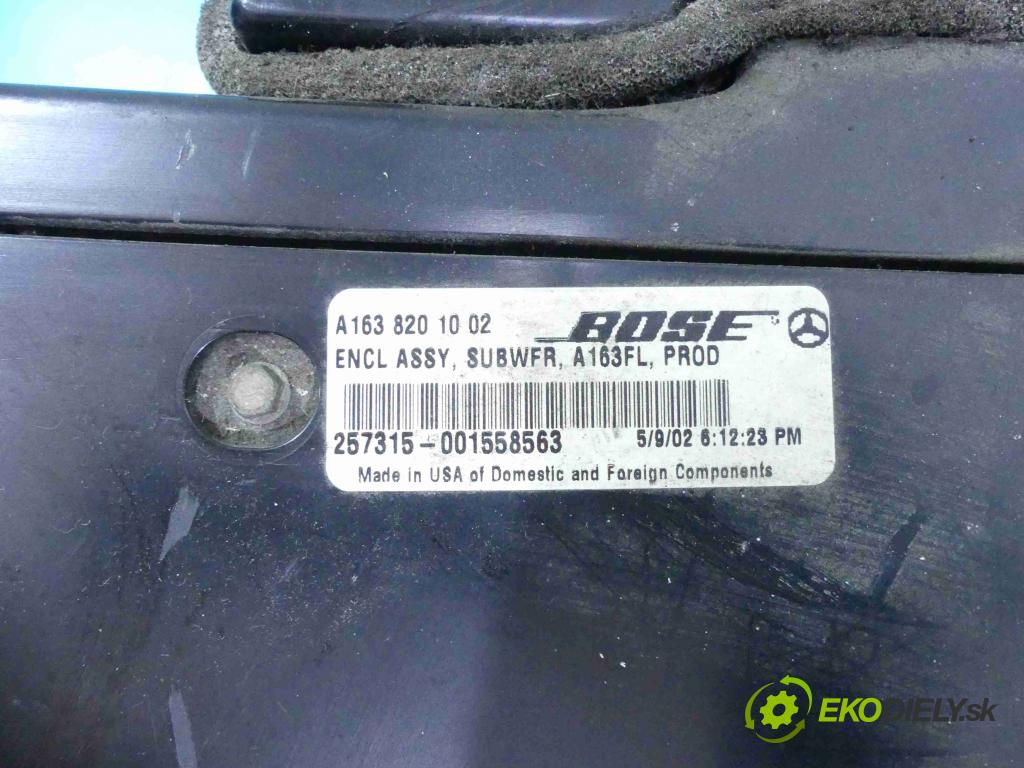 A163 820 10 02 BOSE
ENCL ASSY, SUBWFR, A163FL, PROD
257315-001558563 5/9/02 6:12:23 PM
Made in USA of Domestic and Foreign Components
EKODIELY.sk